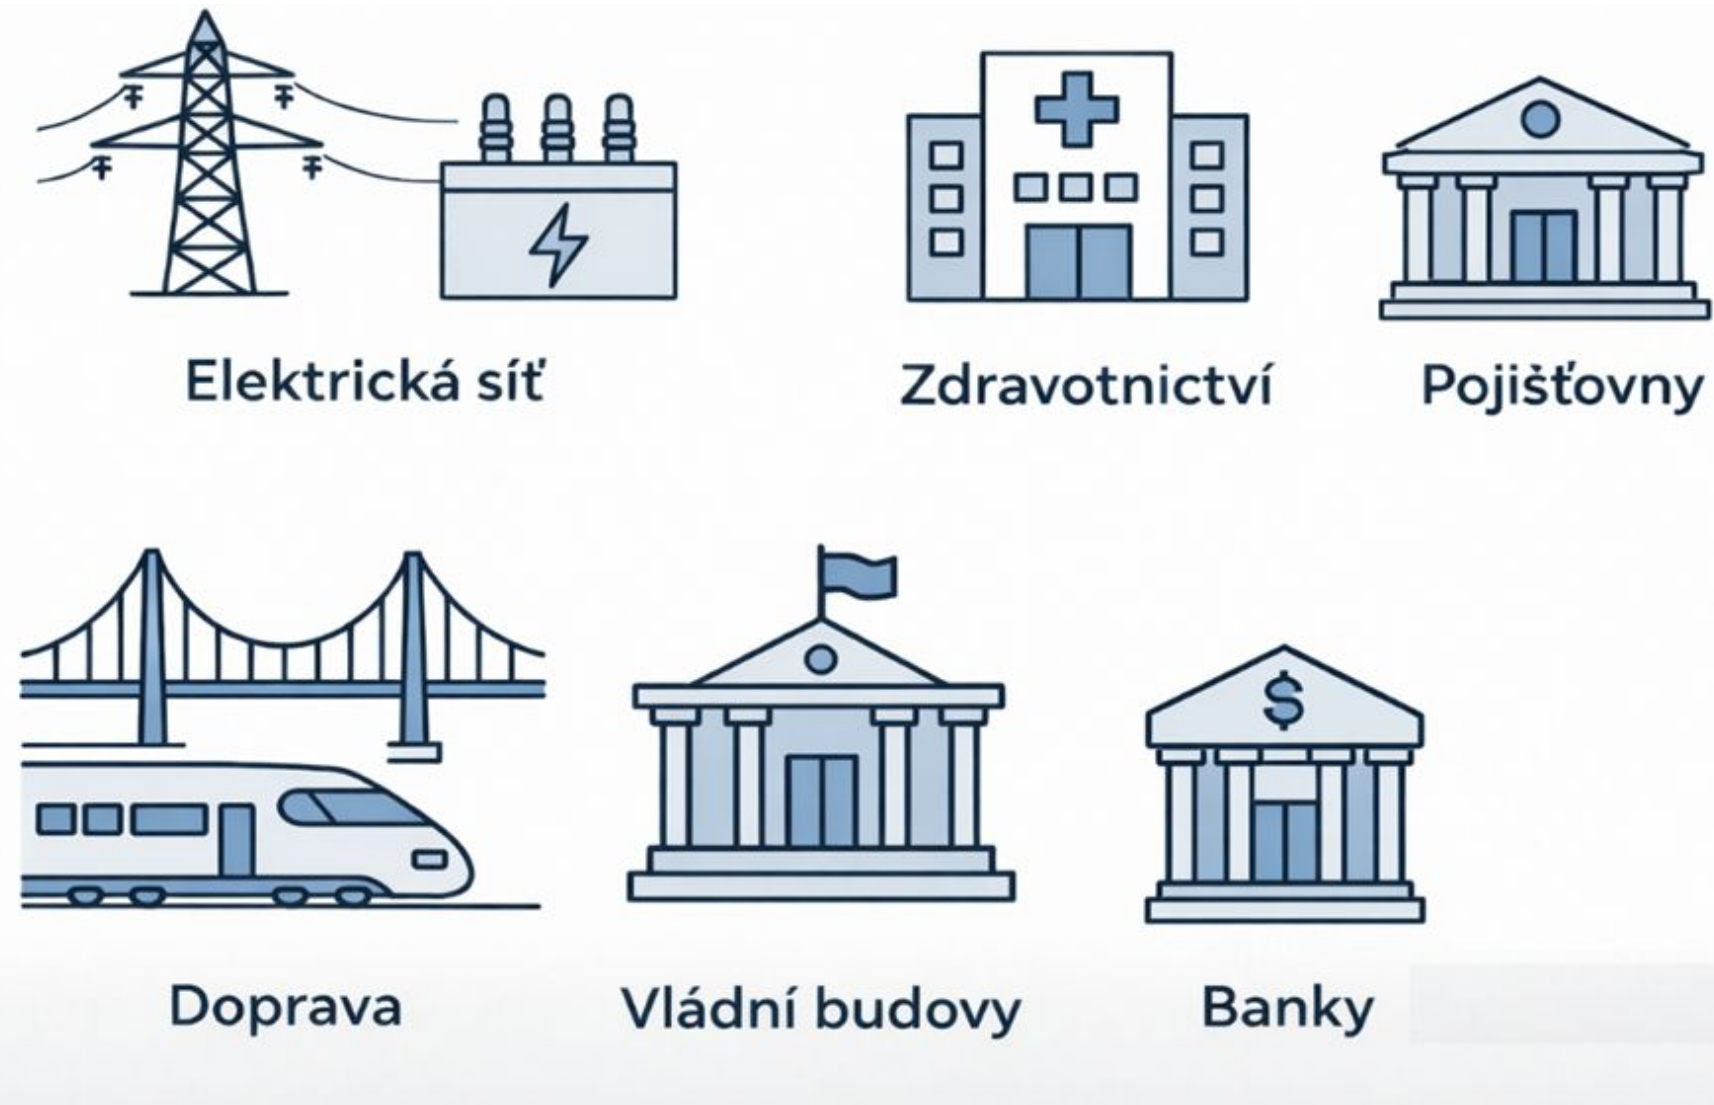 Elektrická síť
Zdravotnictví
Pojišťovny
$
Doprava
Vládní budovy
Banky